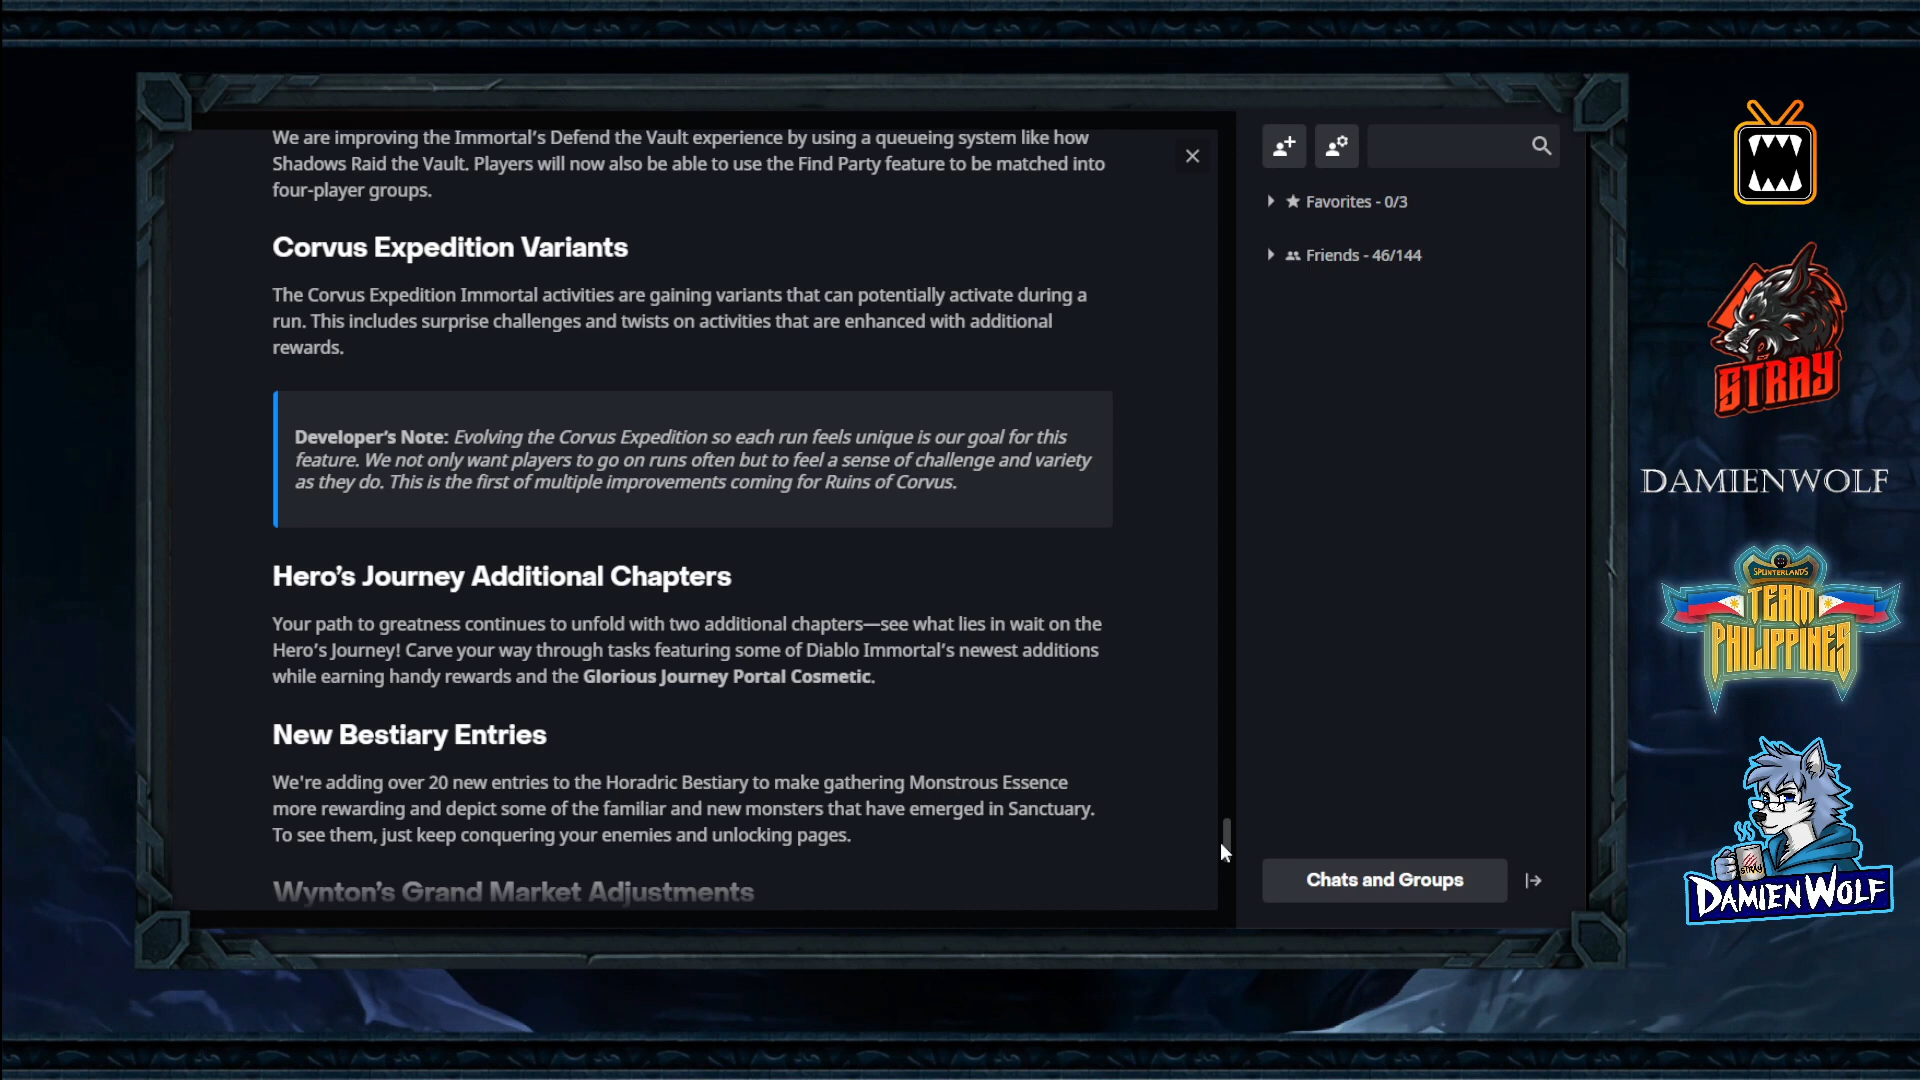 We are improving the Immortal's Defend the Vault experience by using a queueing system like how
Shadows Raid the Vault. Players will now also be able to use the Find Party feature to be matched into
four-player groups.
Corvus Expedition Variants
The Corvus Expedition Immortal activities are gaining variants that can potentially activate during a
run. This includes surprise challenges and twists on activities that are enhanced with additional
rewards.
Developer's Note: Evolving the Corvus Expedition so each run feels unique is our goal for this
feature. We not only want players to go on runs often but to feel a sense of challenge and variety
as they do. This is the first of multiple improvements coming for Ruins of Corvus.
Hero's Journey Additional Chapters
Your path to greatness continues to unfold with two additional chapters—see what lies in wait on the
Hero's Journey! Carve your way through tasks featuring some of Diablo Immortal's newest additions
while earning handy rewards and the Glorious Journey Portal Cosmetic.
New Bestiary Entries
We're adding over 20 new entries to the Horadric Bestiary to make gathering Monstrous Essence
more rewarding and depict some of the familiar and new monsters that have emerged in Sanctuary.
To see them, just keep conquering your enemies and unlocking pages.
Wynton's Grand Market Adjustments
Favorites - 0/3
Friends - 46/144
Chats and Groups
STRAY
DAMIENWOLF
SPLINTERLANDS
TEAM
PHILIPPINES
STRAY
DAMIENWOLF